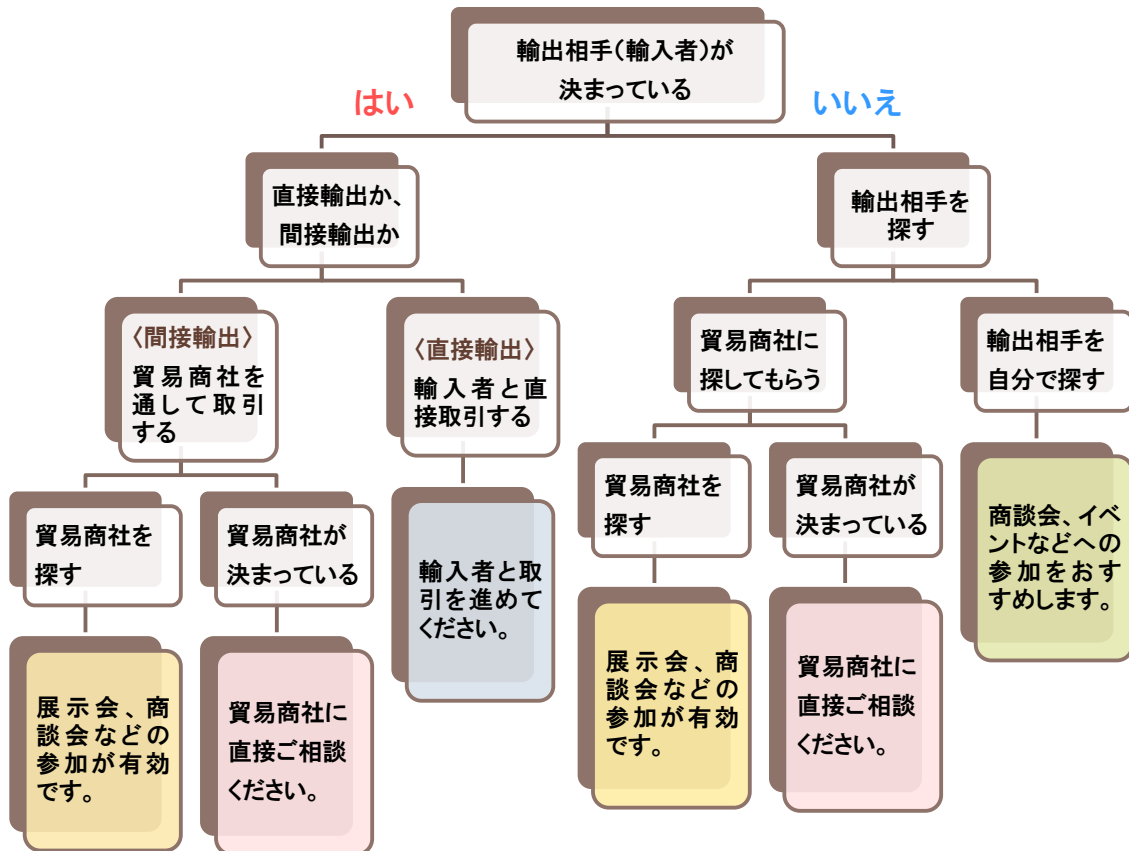 輸出相手(輸入者)が
決まっている
はい
いいえ
直接輸出か、
間接輸出か
輸出相手を
探す
〈間接輸出〉
貿易商社を
通して取引
する
〈直接輸出〉
輸入者と直
接取引する
貿易商社に
探してもらう
輸出相手を
自分で探す
貿易商社を
探す
貿易商社が
決まっている
輸入者と取
引を進めて
ください。
貿易商社を
探す
貿易商社が
決まっている
商談会、イベ
ントなどへの
参加をおす
すめします。
展示会、商
談会などの
参加が有効
です。
貿易商社に
直接ご相談
ください。
展示会、商
談会などの
参加が有効
です。
貿易商社に
直接ご相談
ください。